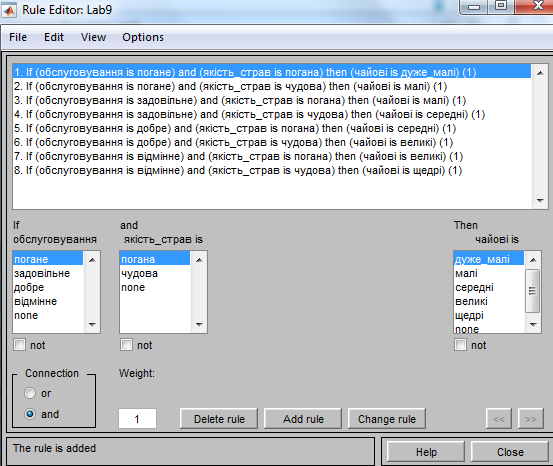 Rule Editor: Lab9
File Edit View Options
1. If (обслуговування is погане) and (якість_страв is погана) then (чайові is дуже_малі) (1)
2. If (обслуговування is погане) and (якість_страв is чудова) then (чайові is малі) (1)
3. If (обслуговування is задовільне) and (якість_страв is погана) then (чайові is малі) (1)
4. If (обслуговування is задовільне) and (якість_страв is чудова) then (чайові is середні) (1)
5. If (обслуговування is добре) and (якість_страв is погана) then (чайові is середні) (1)
6. If (обслуговування is добре) and (якість_страв is чудова) then (чайові is великі) (1)
7. If (обслуговування is відмінне) and (якість_страв is погана) then (чайові is великі) (1)
8. If (обслуговування is відмінне) and (якість_страв is чудова) then (чайові is щедрі) (1)
If
обслуговування
погане
задовільне
добре
відмінне
none
not
and
якість_страв is
погана
чудова
none
not
Then
чайові is
дуже_малі
малі
середні
великі
щедрі
none
not
Connection
or
and
Weight:
1
Delete rule
Add rule
Change rule
<<
>>
The rule is added
Help
Close